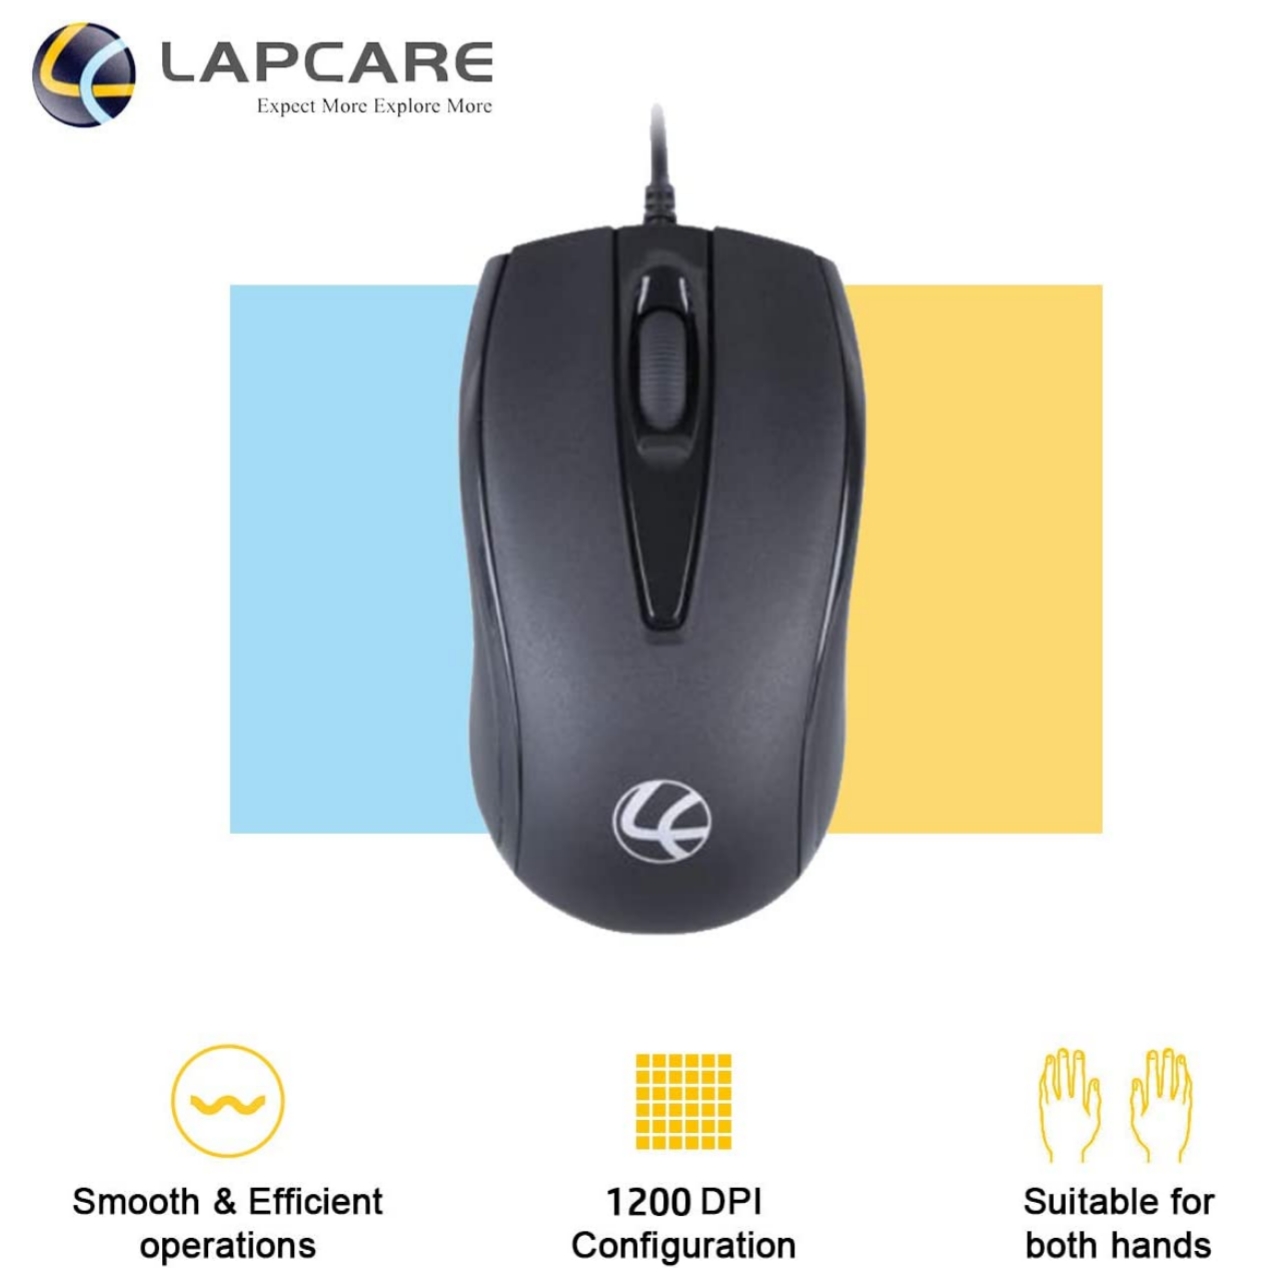 LAPCARE
Expect More Explore More
Smooth & Efficient
operations
1200 DPI
Configuration
Suitable for
both hands